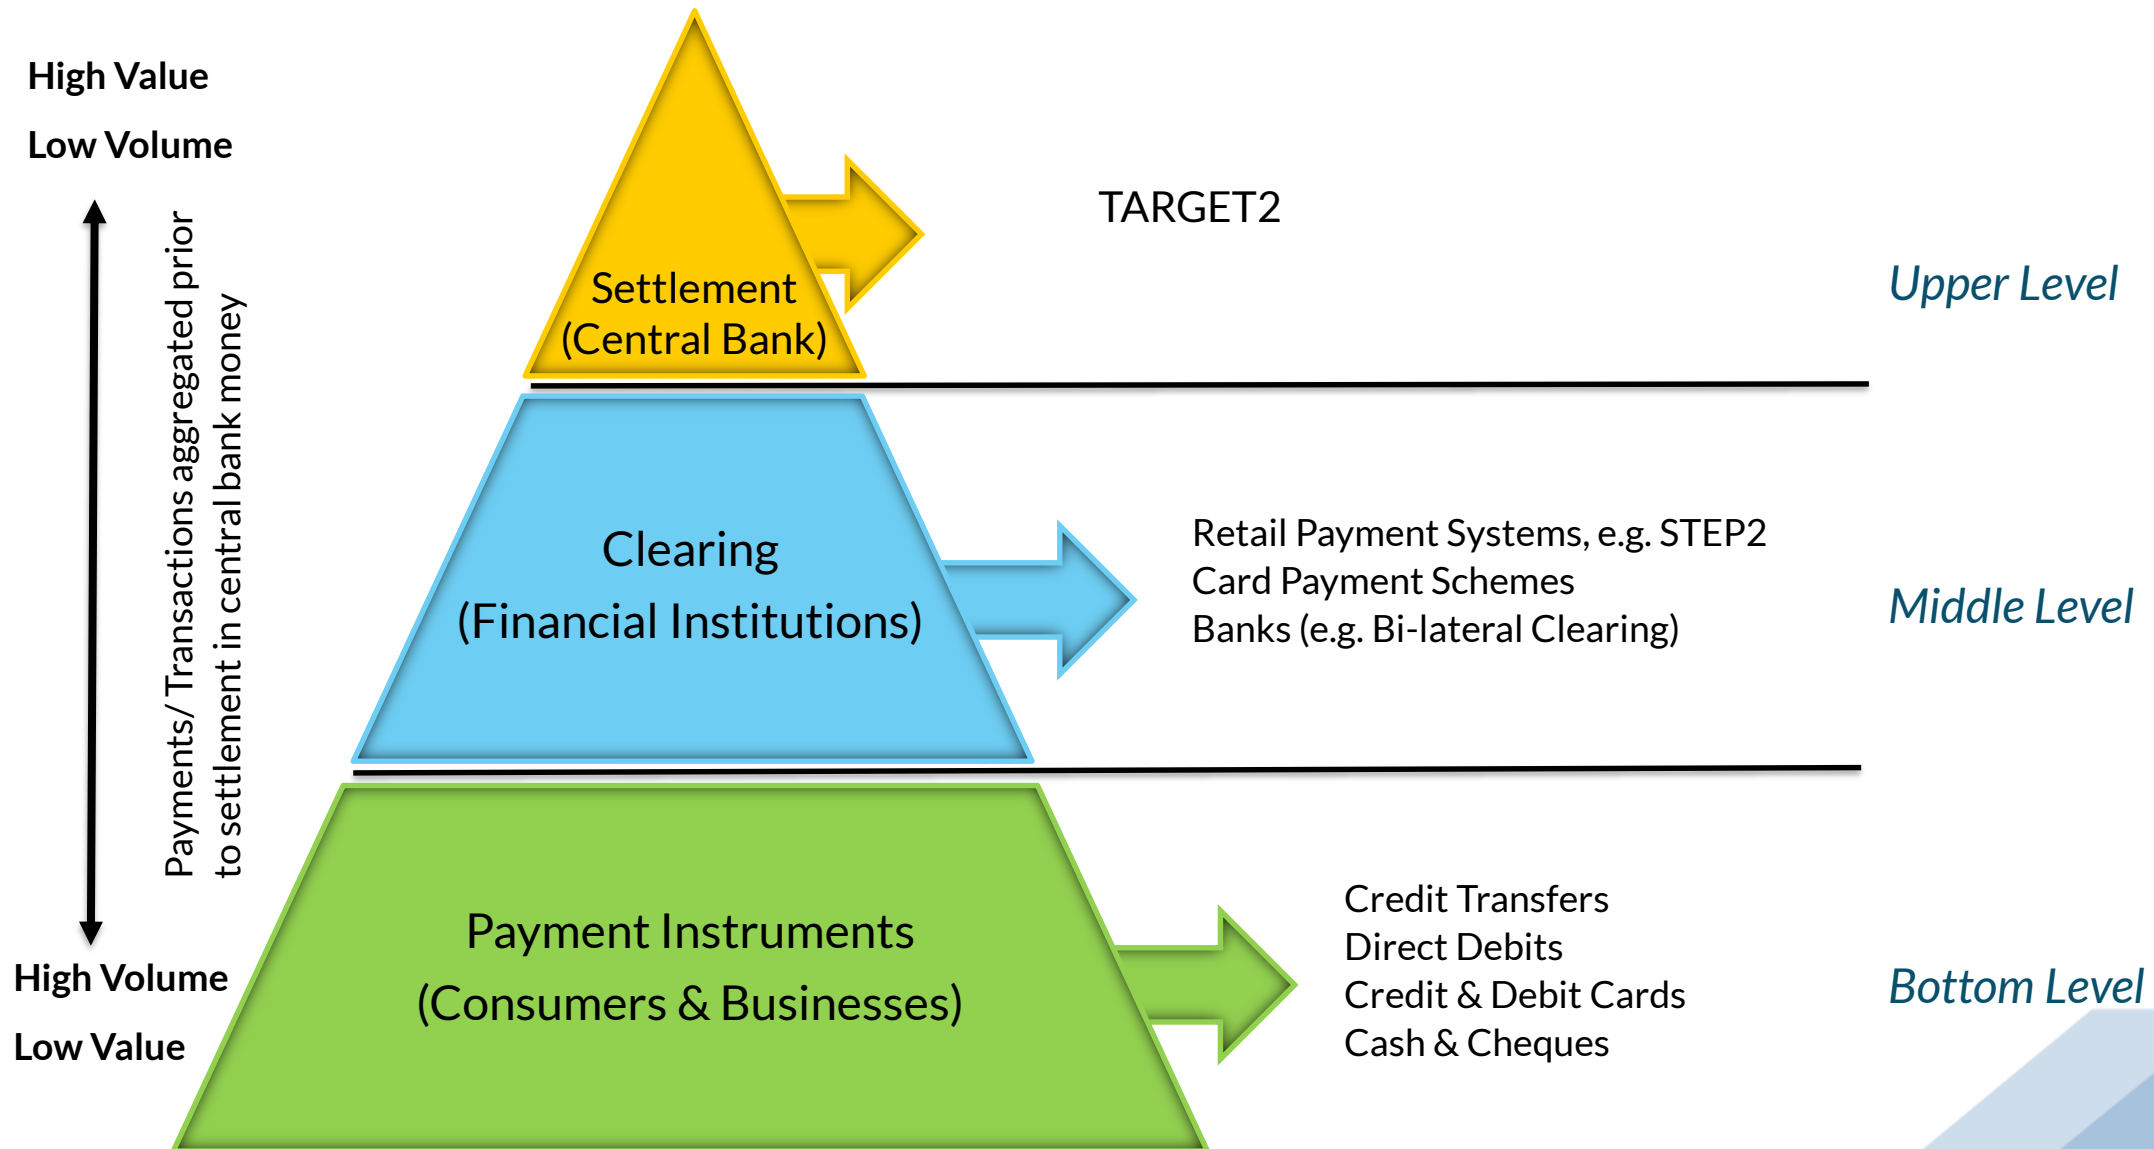 High Value
Low Volume
Payments/ Transactions aggregated prior
to settlement in central bank money
High Volume
Low Value
Settlement
(Central Bank)
TARGET2
Upper Level
Clearing
(Financial Institutions)
Retail Payment Systems, e.g. STEP2
Card Payment Schemes
Banks (e.g. Bi-lateral Clearing)
Middle Level
Payment Instruments
(Consumers & Businesses)
Credit Transfers
Direct Debits
Credit & Debit Cards
Cash & Cheques
Bottom Level